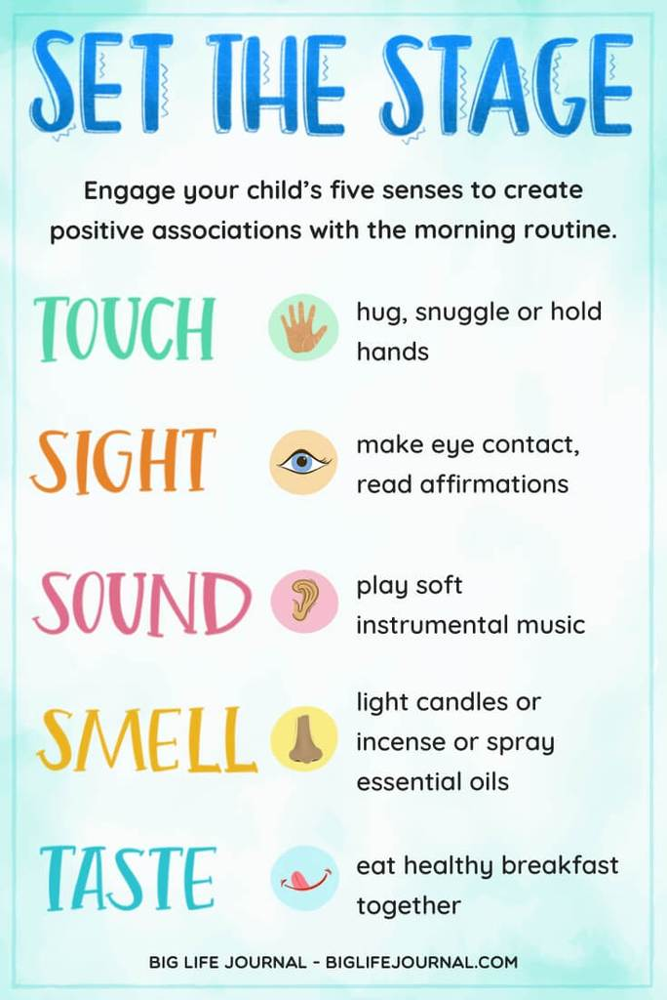 SET THE STAGE
Engage your child's five senses to create
positive associations with the morning routine.
TOUCH
hug, snuggle or hold
hands
SIGHT
make eye contact,
read affirmations
SOUND
play soft
instrumental music
SMELL
light candles or
incense or spray
essential oils
TASTE
eat healthy breakfast
together
BIG LIFE JOURNAL - BIGLIFEJOURNAL.COM